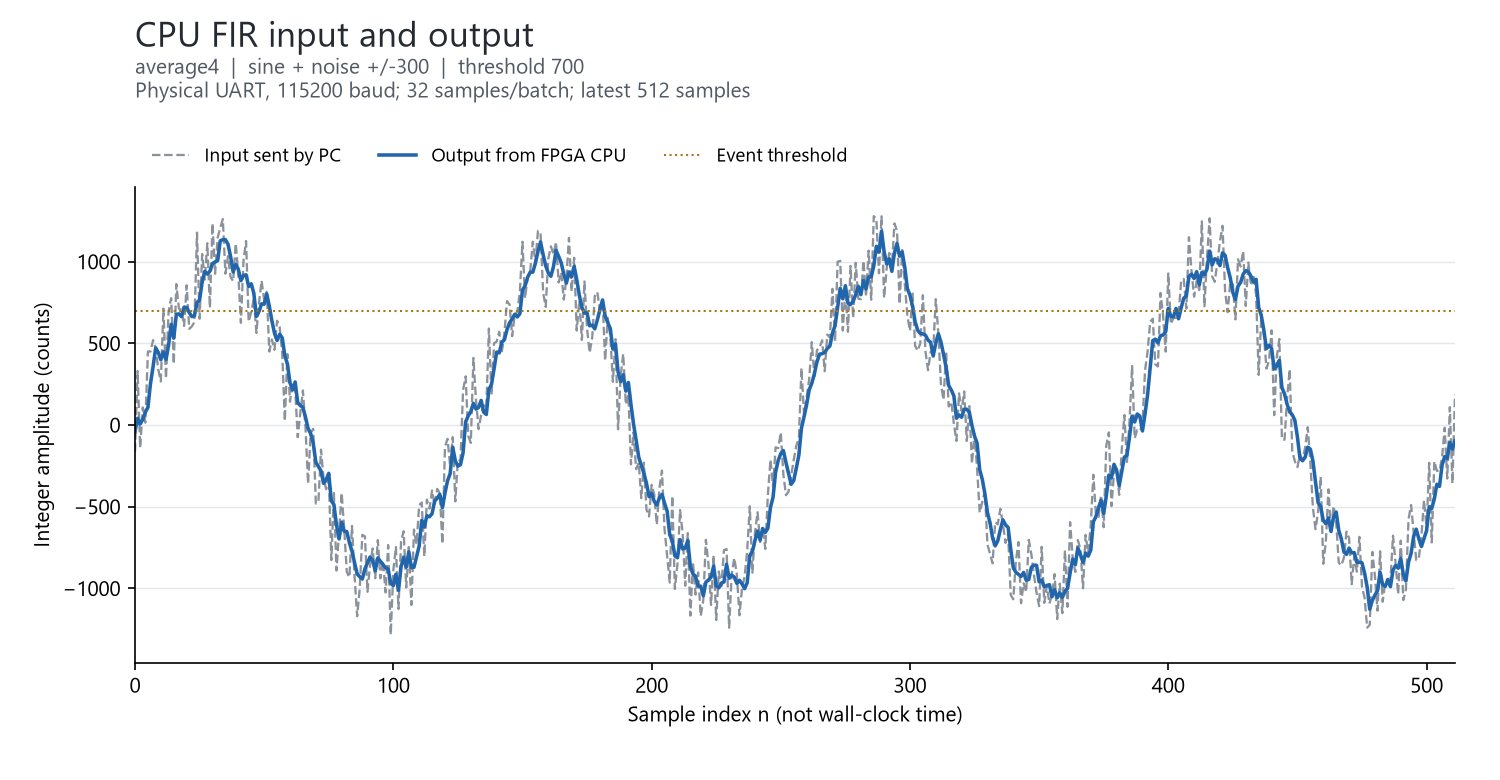 CPU FIR input and output
average4 | sine + noise +/-300 | threshold 700
Physical UART, 115200 baud; 32 samples/batch; latest 512 samples
Input sent by PC
Output from FPGA CPU
Event threshold
Integer amplitude (counts)
1000
500
0
−500
−1000
0 100 200 300 400 500
Sample index n (not wall-clock time)